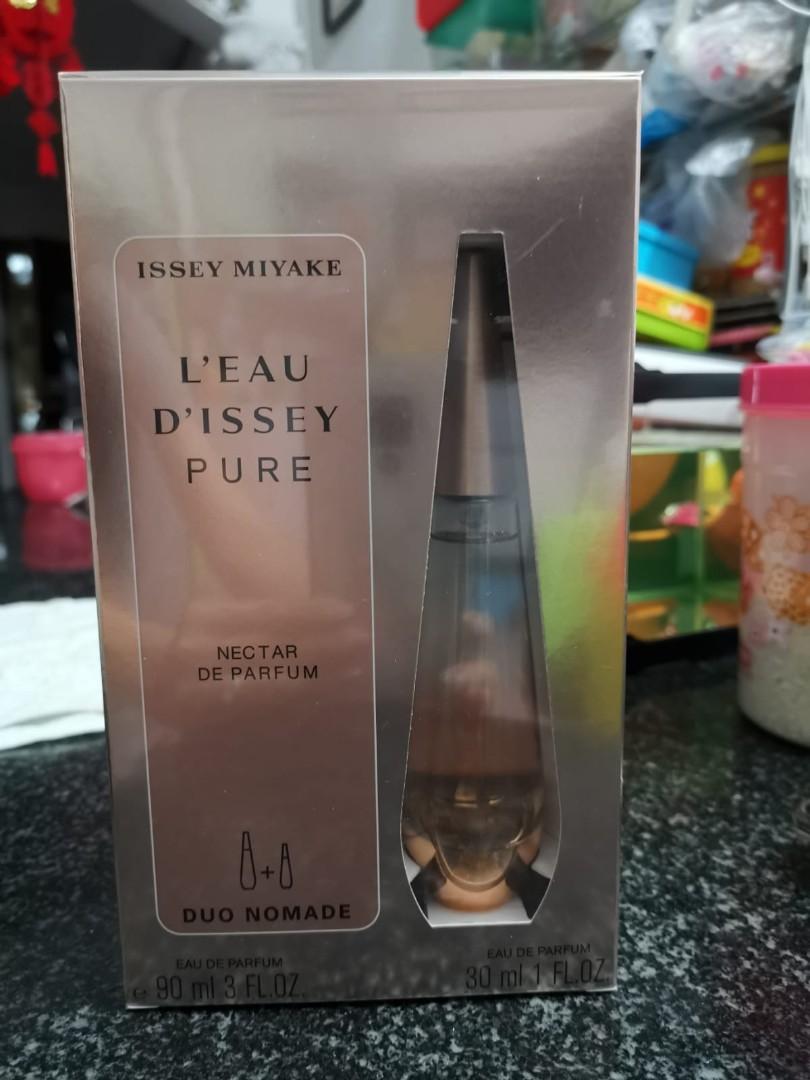 ISSEY MIYAKE
L'EAU
D'ISSEY
PURE
NECTAR
DE PARFUM
+
DUO NOMADE
EAU DE PARFUM
e 90 ml 3 FL.OZ.
EAU DE PARFUM
30 ml 1 FL.OZ.